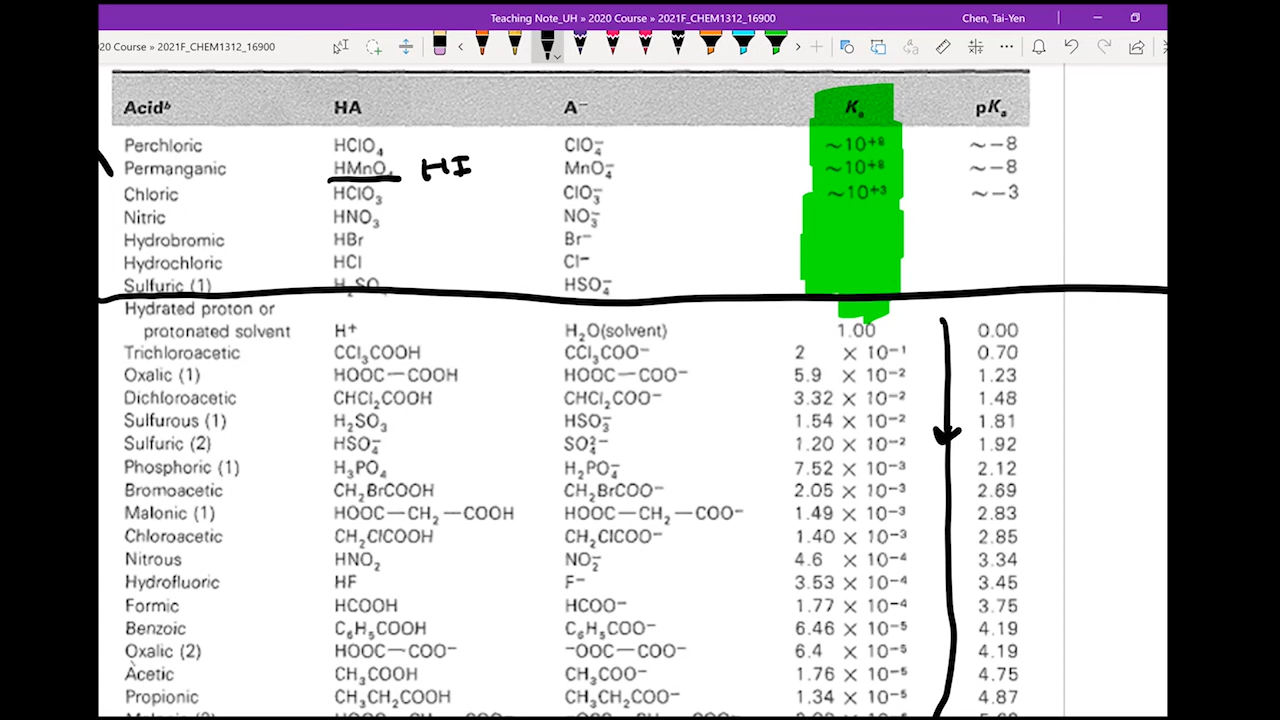 Teaching Note_UH » 2020 Course » 2021F_CHEM1312_16900 Chen, Tai-Yen
20 Course » 2021F_CHEM1312_16900
Acidᵇ HA A⁻ Kₐ pKₐ
Perchloric HClO₄ ClO₄⁻ ~10⁺⁸ ~−8
Permanganic HMnO₄ HI MnO₄⁻ ~10⁺⁸ ~−8
Chloric HClO₃ ClO₃⁻ ~10⁺³ ~−3
Nitric HNO₃ NO₃⁻
Hydrobromic HBr Br⁻
Hydrochloric HCl Cl⁻
Sulfuric (1) H₂SO₄ HSO₄⁻
Hydrated proton or
protonated solvent H⁺ H₂O(solvent) 1.00 0.00
Trichloroacetic CCl₃COOH CCl₃COO⁻ 2 × 10⁻¹ 0.70
Oxalic (1) HOOC—COOH HOOC—COO⁻ 5.9 × 10⁻² 1.23
Dichloroacetic CHCl₂COOH CHCl₂COO⁻ 3.32 × 10⁻² 1.48
Sulfurous (1) H₂SO₃ HSO₃⁻ 1.54 × 10⁻² 1.81
Sulfuric (2) HSO₄⁻ SO₄²⁻ 1.20 × 10⁻² 1.92
Phosphoric (1) H₃PO₄ H₂PO₄⁻ 7.52 × 10⁻³ 2.12
Bromoacetic CH₂BrCOOH CH₂BrCOO⁻ 2.05 × 10⁻³ 2.69
Malonic (1) HOOC—CH₂—COOH HOOC—CH₂—COO⁻ 1.49 × 10⁻³ 2.83
Chloroacetic CH₂ClCOOH CH₂ClCOO⁻ 1.40 × 10⁻³ 2.85
Nitrous HNO₂ NO₂⁻ 4.6 × 10⁻⁴ 3.34
Hydrofluoric HF F⁻ 3.53 × 10⁻⁴ 3.45
Formic HCOOH HCOO⁻ 1.77 × 10⁻⁴ 3.75
Benzoic C₆H₅COOH C₆H₅COO⁻ 6.46 × 10⁻⁵ 4.19
Oxalic (2) HOOC—COO⁻ ⁻OOC—COO⁻ 6.4 × 10⁻⁵ 4.19
Acetic CH₃COOH CH₃COO⁻ 1.76 × 10⁻⁵ 4.75
Propionic CH₃CH₂COOH CH₃CH₂COO⁻ 1.34 × 10⁻⁵ 4.87